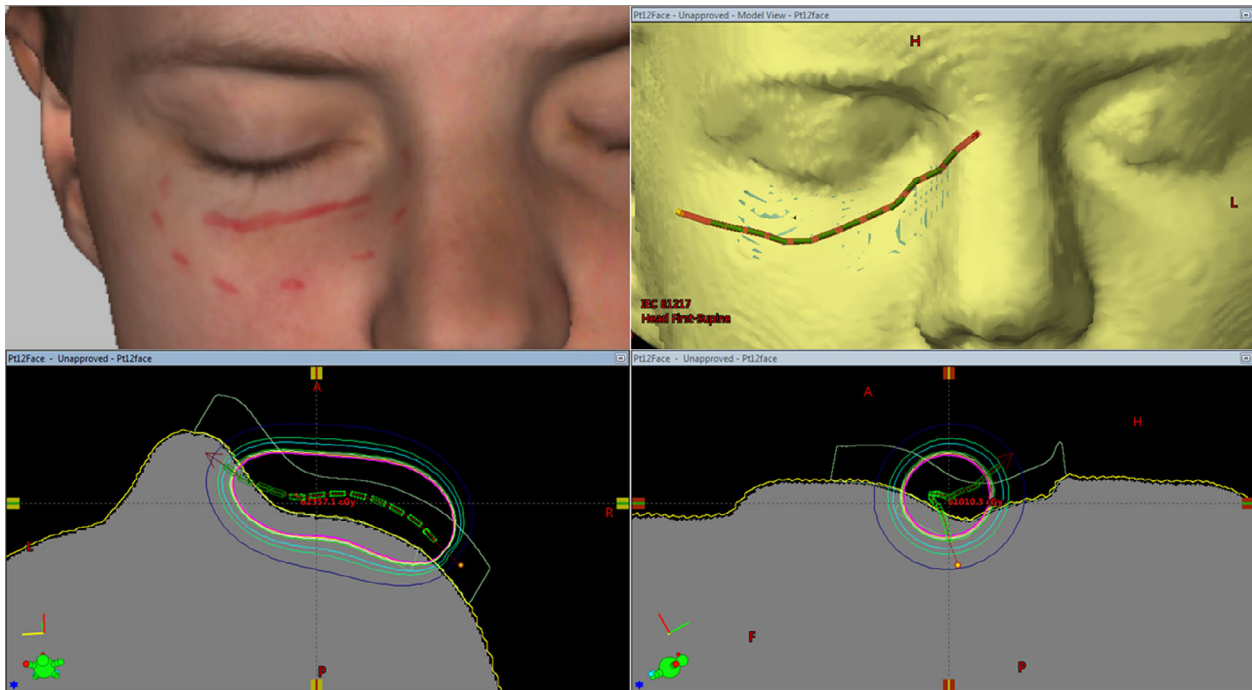 Pt12Face - Unapproved - Model View - Pt12face
H
L
IEC 61217
Head First-Supine
Pt12Face - Unapproved - Pt12face
A
R
L
P
Pt12Face - Unapproved - Pt12face
A
H
F
P